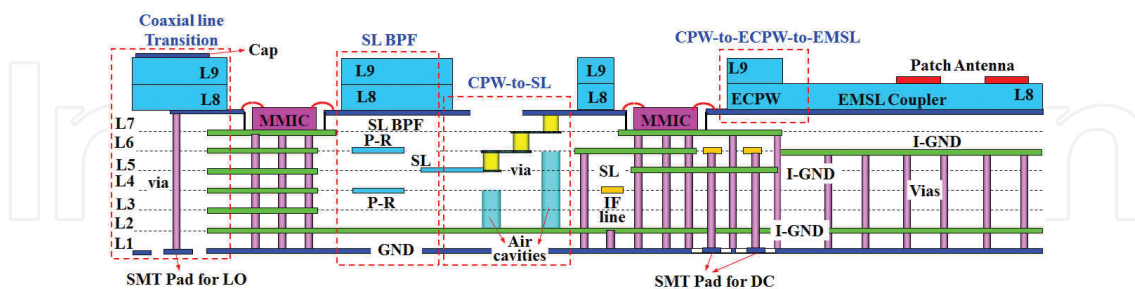 Coaxial line
Transition
Cap
SL BPF
CPW-to-SL
CPW-to-ECPW-to-EMSL
Patch Antenna
L9
L8
L9
L8
L9
L8
L9
ECPW
EMSL Coupler
L8
MMIC
SL BPF
MMIC
L7
L6
L5
L4
L3
L2
L1
via
P-R
SL
P-R
via
SL
IF
line
I-GND
I-GND
Vias
I-GND
GND
Air
cavities
SMT Pad for LO
SMT Pad for DC